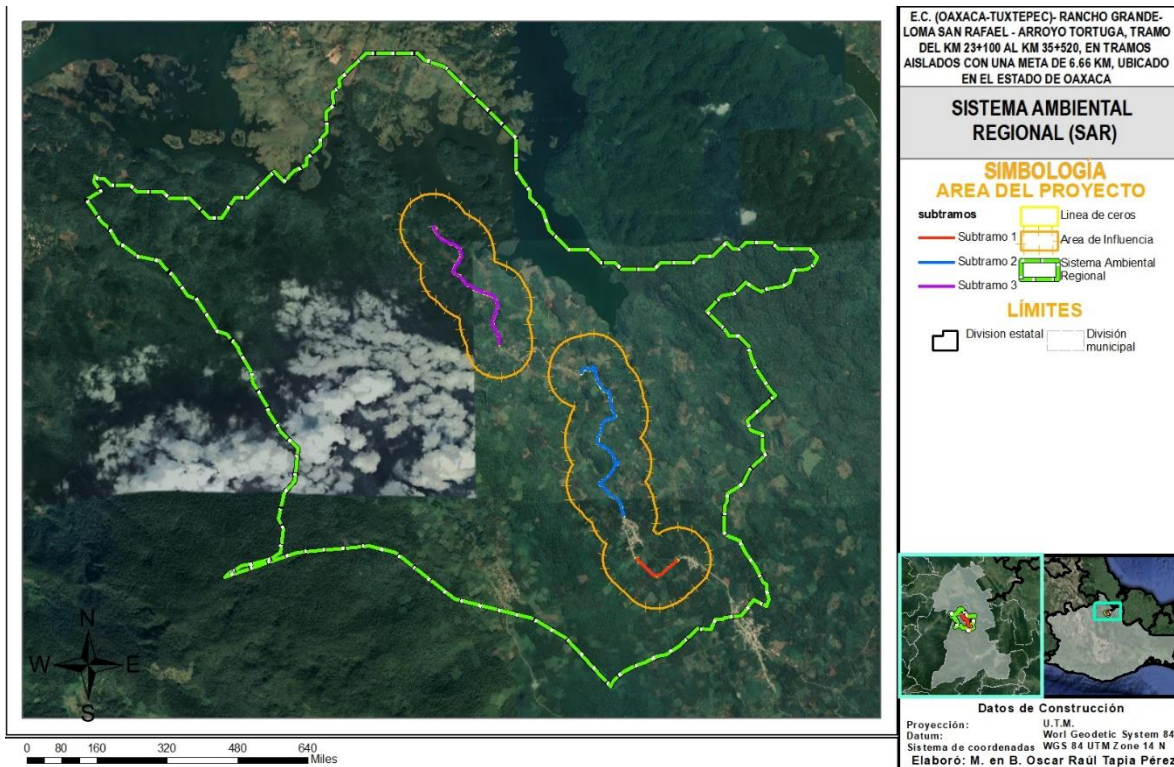 E.C. (OAXACA-TUXTEPEC)- RANCHO GRANDE-
LOMA SAN RAFAEL - ARROYO TORTUGA, TRAMO
DEL KM 23+100 AL KM 35+520, EN TRAMOS
AISLADOS CON UNA META DE 6.66 KM, UBICADO
EN EL ESTADO DE OAXACA
SISTEMA AMBIENTAL
REGIONAL (SAR)
SIMBOLOGÍA
AREA DEL PROYECTO
subtramos
Subtramo 1
Subtramo 2
Subtramo 3
Linea de ceros
Area de Influencia
Sistema Ambiental
Regional
LÍMITES
Division estatal
División
municipal
N
W
E
S
0 80 160 320 480 640
Miles
Datos de Construcción
Proyección: U.T.M.
Datum: Worl Geodetic System 84
Sistema de coordenadas WGS 84 UTM Zone 14 N
Elaboró: M. en B. Oscar Raúl Tapia Pérez